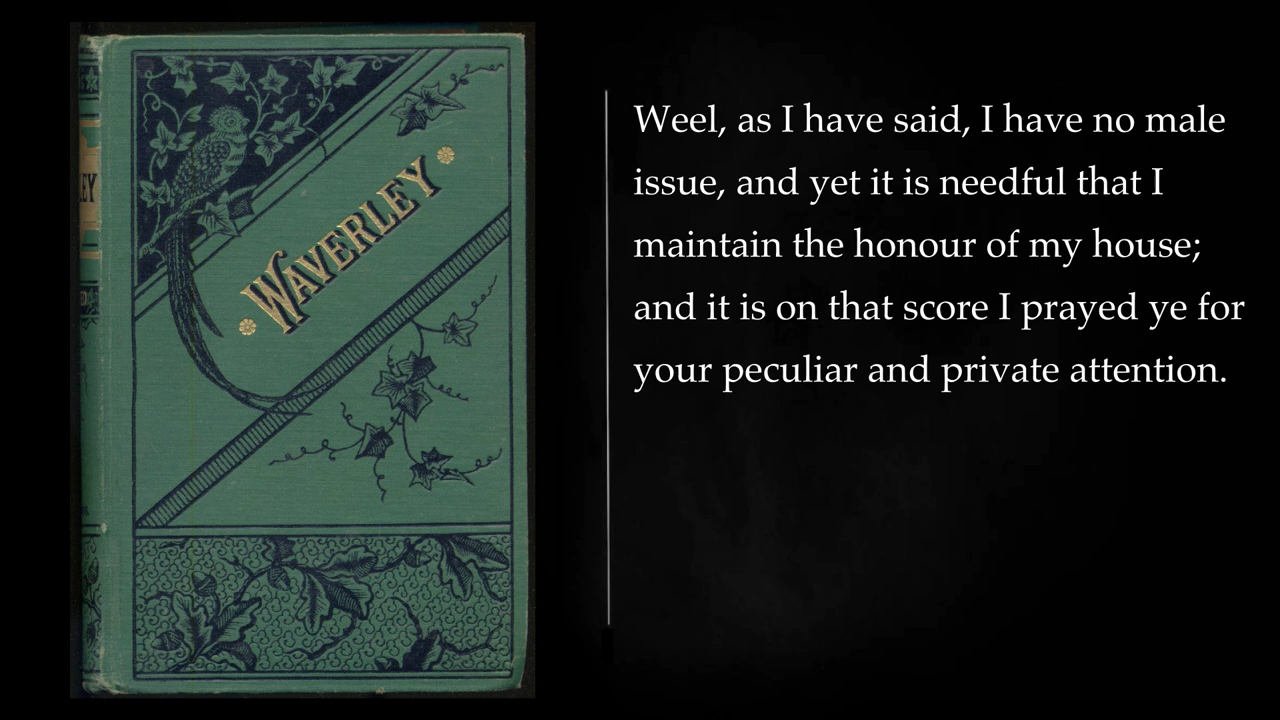 WAVERLEY
Weel, as I have said, I have no male
issue, and yet it is needful that I
maintain the honour of my house;
and it is on that score I prayed ye for
your peculiar and private attention.